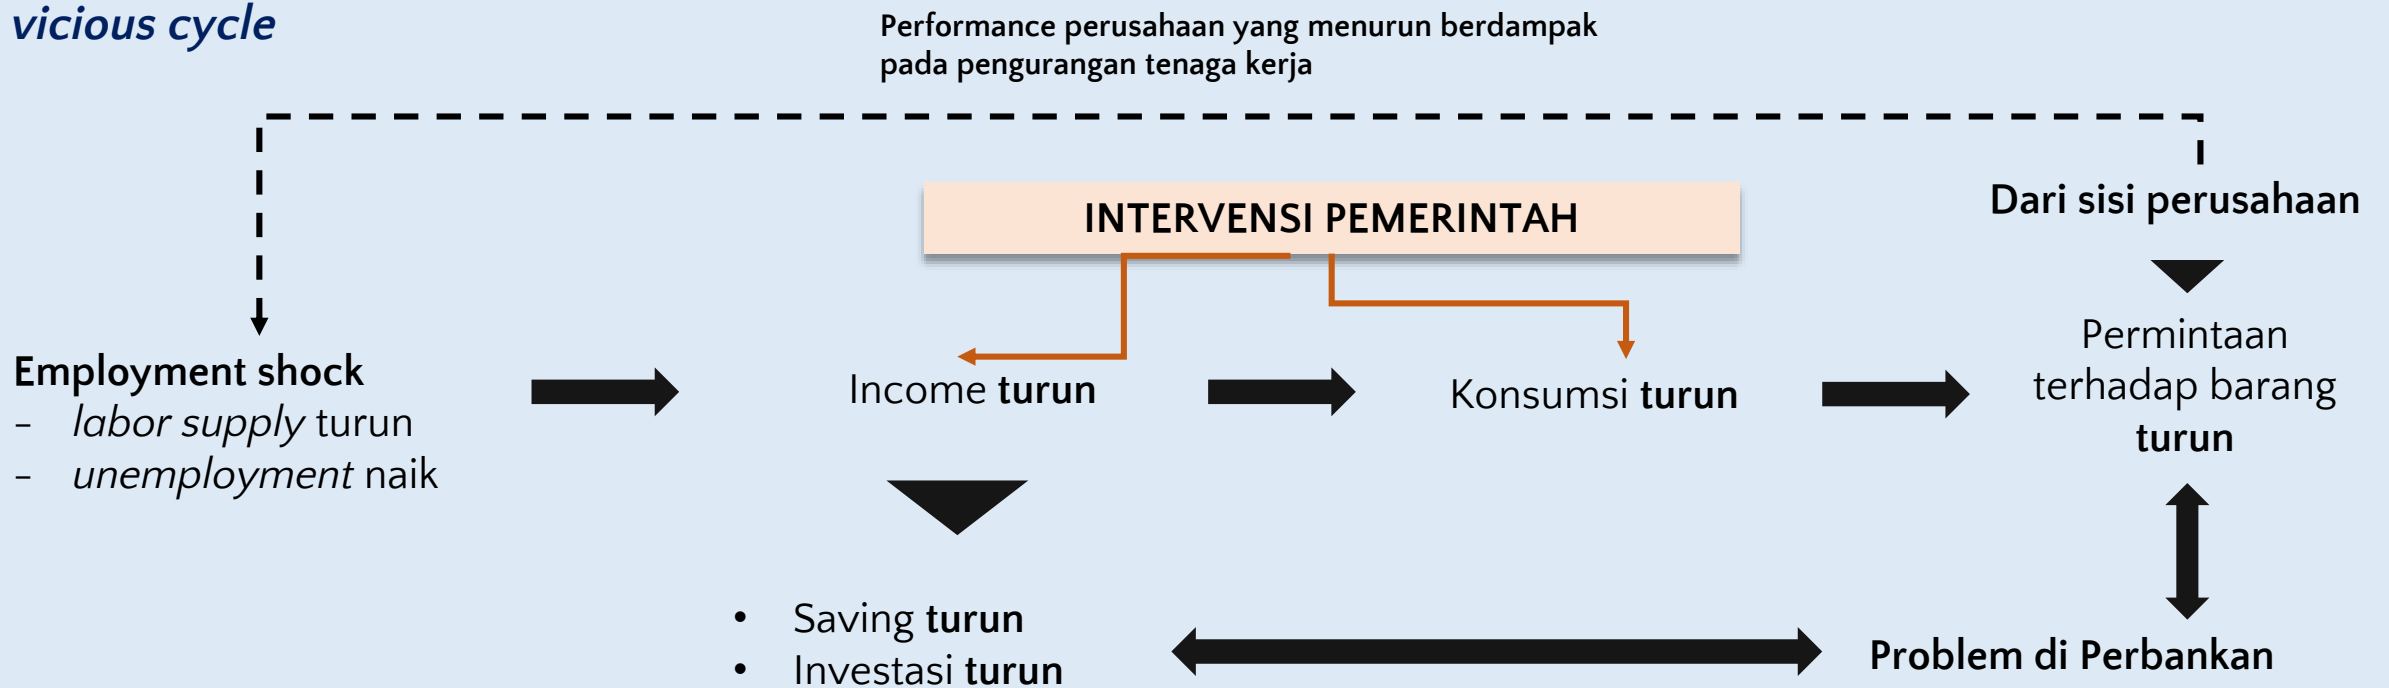 vicious cycle
Performance perusahaan yang menurun berdampak
pada pengurangan tenaga kerja
INTERVENSI PEMERINTAH
Dari sisi perusahaan
Employment shock
- labor supply turun
- unemployment naik
Income turun
Konsumsi turun
Permintaan
terhadap barang
turun
• Saving turun
• Investasi turun
Problem di Perbankan